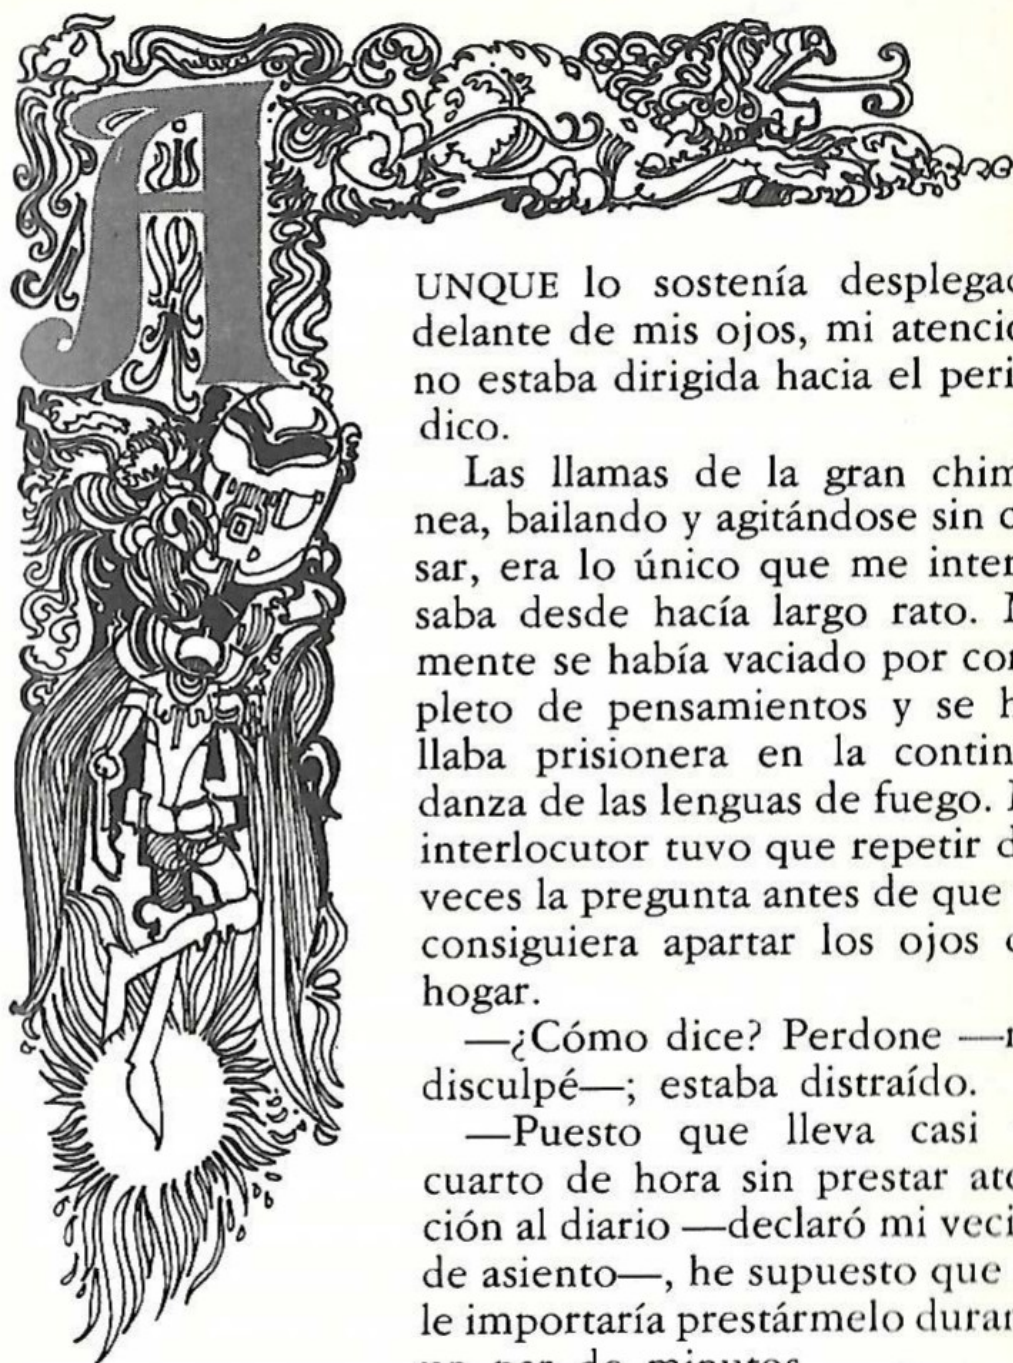 AUNQUE lo sostenía desplegad
delante de mis ojos, mi atenció
no estaba dirigida hacia el peri
dico.
Las llamas de la gran chim
nea, bailando y agitándose sin c
sar, era lo único que me inter
saba desde hacía largo rato.
mente se había vaciado por com
pleto de pensamientos y se h
llaba prisionera en la contin
danza de las lenguas de fuego.
interlocutor tuvo que repetir d
veces la pregunta antes de que
consiguiera apartar los ojos d
hogar.
—¿Cómo dice? Perdone —m
disculpé—; estaba distraído.
—Puesto que lleva casi
cuarto de hora sin prestar ate
ción al diario —declaró mi veci
de asiento—, he supuesto que
le importaría prestármelo duran
un par de minutos